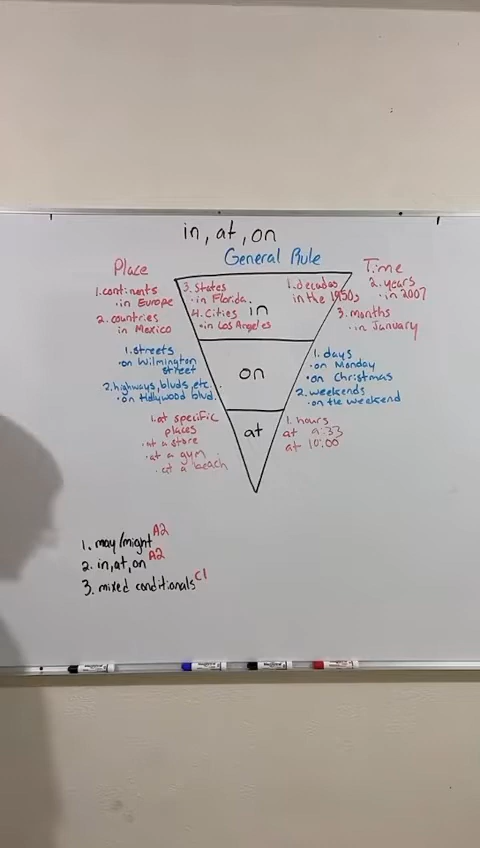 in, at, on
General Rule
Place
1. continents
· in Europe
2. countries
in Mexico
3. States
· in Florida.
4. Cities
· in Los Angeles
in
1. decades
in the 1950s
Time
2. years
· in 2007
3. months
· in January
1. streets
· on Wilmington
street
2. highways, blvds, etc.
· on Hollywood blvd.
on
1. days
· on Monday
· on Christmas
2. weekends
· on the weekend
1. at specific
places
· at a store
· at a gym
· at a beach
at
1. hours
at 9:33
at 10:00
1. may/might A2
2. in, at, on A2
3. mixed conditionals C1